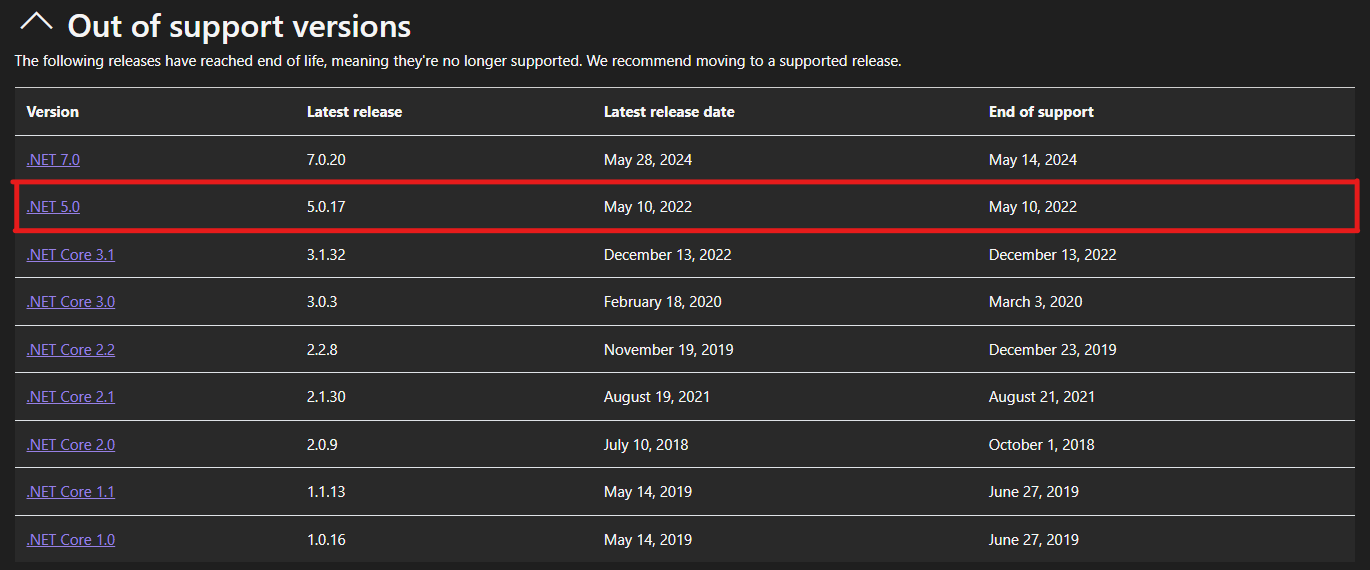 Out of support versions
The following releases have reached end of life, meaning they're no longer supported. We recommend moving to a supported release.
Version Latest release Latest release date End of support
.NET 7.0 7.0.20 May 28, 2024 May 14, 2024
.NET 5.0 5.0.17 May 10, 2022 May 10, 2022
.NET Core 3.1 3.1.32 December 13, 2022 December 13, 2022
.NET Core 3.0 3.0.3 February 18, 2020 March 3, 2020
.NET Core 2.2 2.2.8 November 19, 2019 December 23, 2019
.NET Core 2.1 2.1.30 August 19, 2021 August 21, 2021
.NET Core 2.0 2.0.9 July 10, 2018 October 1, 2018
.NET Core 1.1 1.1.13 May 14, 2019 June 27, 2019
.NET Core 1.0 1.0.16 May 14, 2019 June 27, 2019